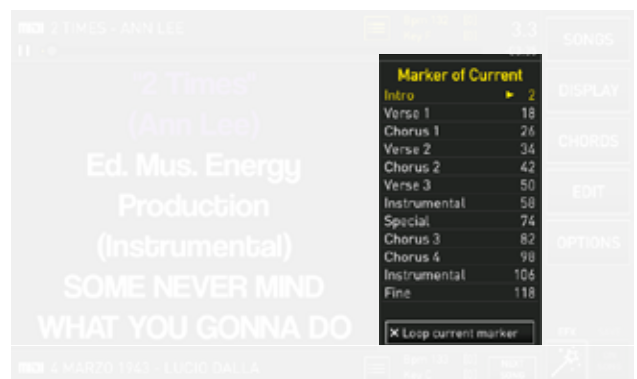 2 TIMES - ANN LEE
3.3
SONGS
"2 Times"
(Ann Lee)
Ed. Mus. Energy
Production
(Instrumental)
SOME NEVER MIND
WHAT YOU GONNA DO
Marker of Current
Intro ► 2
Verse 1 18
Chorus 1 26
Verse 2 34
Chorus 2 42
Verse 3 50
Instrumental 58
Special 74
Chorus 3 82
Chorus 4 98
Instrumental 106
Fine 118
X Loop current marker
DISPLAY
CHORDS
EDIT
OPTIONS
4 MARZO 1943 - LUCIO DALLA